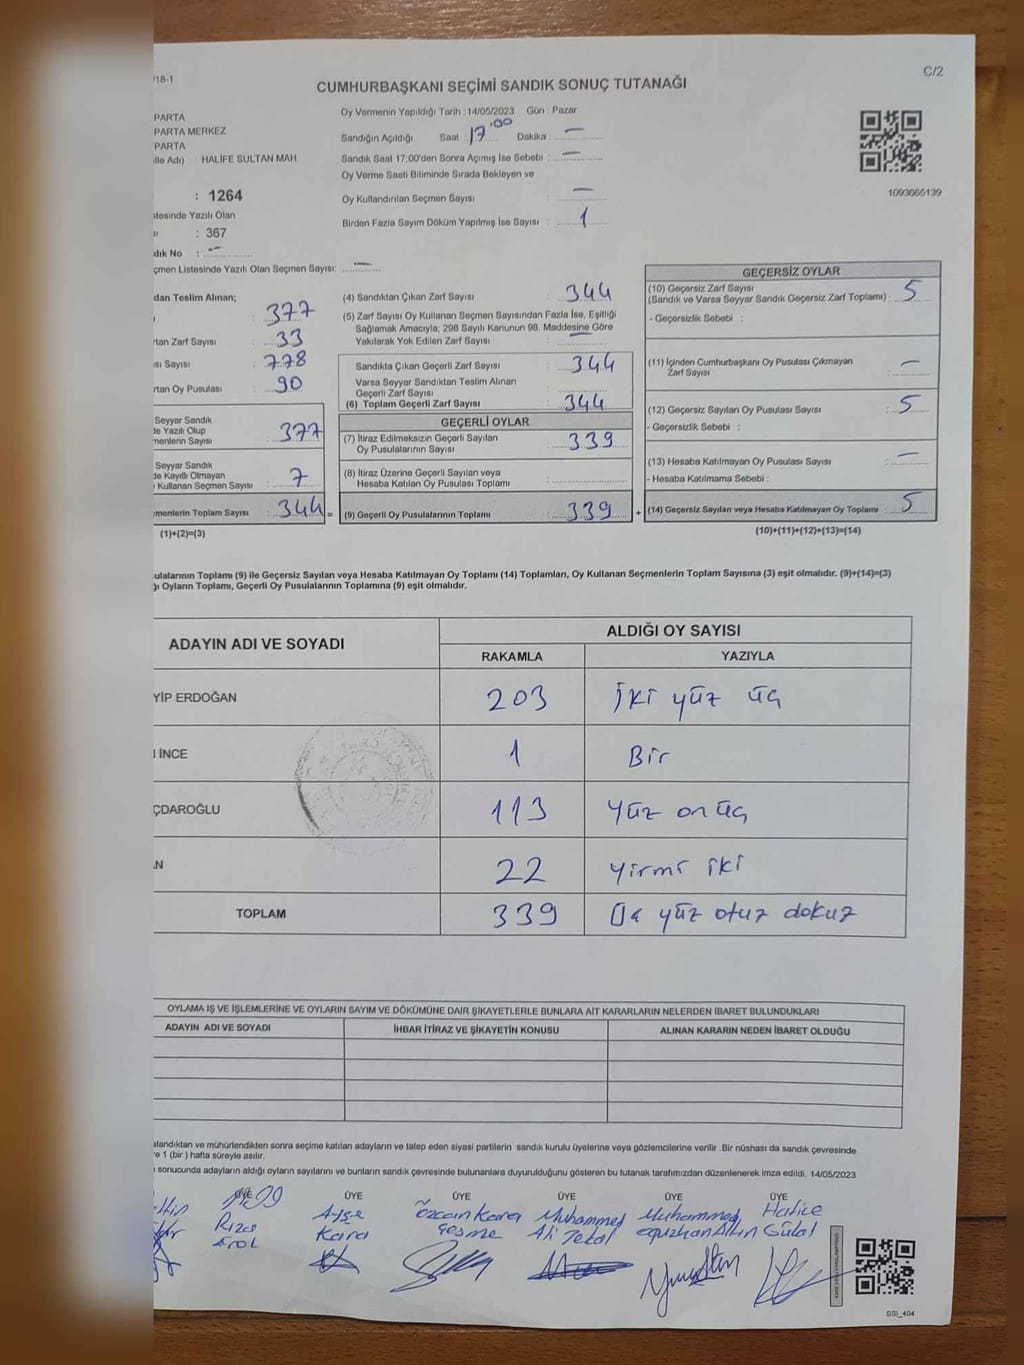 718-1
C/2
CUMHURBAŞKANI SEÇİMİ SANDIK SONUÇ TUTANAĞI
PARTA
PARTA MERKEZ
PARTA
lle Adı) HALİFE SULTAN MAH.
: 1264
stesinde Yazılı Olan
: 367
dık No : -
çmen Listesinde Yazılı Olan Seçmen Sayısı: -
Oy Vermenin Yapıldığı Tarih : 14/05/2023 Gün : Pazar
Sandığın Açıldığı Saat : 17:00 Dakika : -
Sandık Saat 17:00'den Sonra Açımış İse Sebebi : -
Oy Verme Saati Bitiminde Sırada Bekleyen ve
Oy Kullandırılan Seçmen Sayısı : -
Birden Fazla Sayım Döküm Yapılmış İse Sayısı : 1
1093665139
dan Teslim Alınan;
: 377
rtan Zarf Sayısı : 33
sı Sayısı : 778
rtan Oy Pusulası : 90
Seyyar Sandık
de Yazılı Olup
menlerin Sayısı : 377
Seyyar Sandık
de Kayıtlı Olmayan
y Kullanan Seçmen Sayısı : 7
menlerin Toplam Sayısı : 344 =
(1)+(2)=(3)
(4) Sandıktan Çıkan Zarf Sayısı : 344
(5) Zarf Sayısı Oy Kullanan Seçmen Sayısından Fazla İse, Eşitliği
Sağlamak Amacıyla; 298 Sayılı Kanunun 98. Maddesine Göre
Yakılarak Yok Edilen Zarf Sayısı : -
Sandıkta Çıkan Geçerli Zarf Sayısı : 344
Varsa Seyyar Sandıktan Teslim Alınan
Geçerli Zarf Sayısı :
(6) Toplam Geçerli Zarf Sayısı : 344
GEÇERLİ OYLAR
(7) İtiraz Edilmeksizin Geçerli Sayılan
Oy Pusulalarının Sayısı : 339
(8) İtiraz Üzerine Geçerli Sayılan veya
Hesaba Katılan Oy Pusulası Toplamı :
(9) Geçerli Oy Pusulalarının Toplamı : 339 +
GEÇERSİZ OYLAR
(10) Geçersiz Zarf Sayısı
(Sandık ve Varsa Seyyar Sandık Geçersiz Zarf Toplamı) : 5
- Geçersizlik Sebebi :
(11) İçinden Cumhurbaşkanı Oy Pusulası Çıkmayan
Zarf Sayısı : -
(12) Geçersiz Sayılan Oy Pusulası Sayısı : 5
- Geçersizlik Sebebi :
(13) Hesaba Katılmayan Oy Pusulası Sayısı : -
- Hesaba Katılmama Sebebi :
(14) Geçersiz Sayılan veya Hesaba Katılmayan Oy Toplamı : 5
(10)+(11)+(12)+(13)=(14)
usulalarının Toplamı (9) ile Geçersiz Sayılan veya Hesaba Katılmayan Oy Toplamı (14) Toplamları, Oy Kullanan Seçmenlerin Toplam Sayısına (3) eşit olmalıdır. (9)+(14)=(3)
ğı Oyların Toplamı, Geçerli Oy Pusulalarının Toplamına (9) eşit olmalıdır.
ADAYIN ADI VE SOYADI
ALDIĞI OY SAYISI
RAKAMLA YAZIYLA
YİP ERDOĞAN 203 iki yüz üç
İ İNCE 1 Bir
ÇDAROĞLU 113 yüz on üç
AN 22 yirmi iki
TOPLAM 339 Üç yüz otuz dokuz
OYLAMA İŞ VE İŞLEMLERİNE VE OYLARIN SAYIM VE DÖKÜMÜNE DAİR ŞİKAYETLERLE BUNLARA AİT KARARLARIN NELERDEN İBARET BULUNDUKLARI
ADAYIN ADI VE SOYADI İHBAR İTİRAZ VE ŞİKAYETİN KONUSU ALINAN KARARIN NEDEN İBARET OLDUĞU
alandıktan ve mühürlendikten sonra seçime katılan adayların ve talep eden siyasi partilerin sandık kurulu üyelerine veya gözlemcilerine verilir .Bir nüshası da sandık çevresinde
re 1 (bir ) hafta süreyle asılır.
sonucunda adayların aldığı oyların sayılarını ve bunların sandık çevresinde bulunanlara duyurulduğunu gösteren bu tutanak tarafımızdan düzenlenerek imza edildi. 14/05/2023
ÜYE ÜYE ÜYE ÜYE ÜYE ÜYE
Rıza Erol
Ayşe Kara
Özcan Kara Çeşme
Muhammed Ali Tekal
Muhammed Oğuzhan Altın
Hatice Gülal
SSI_404